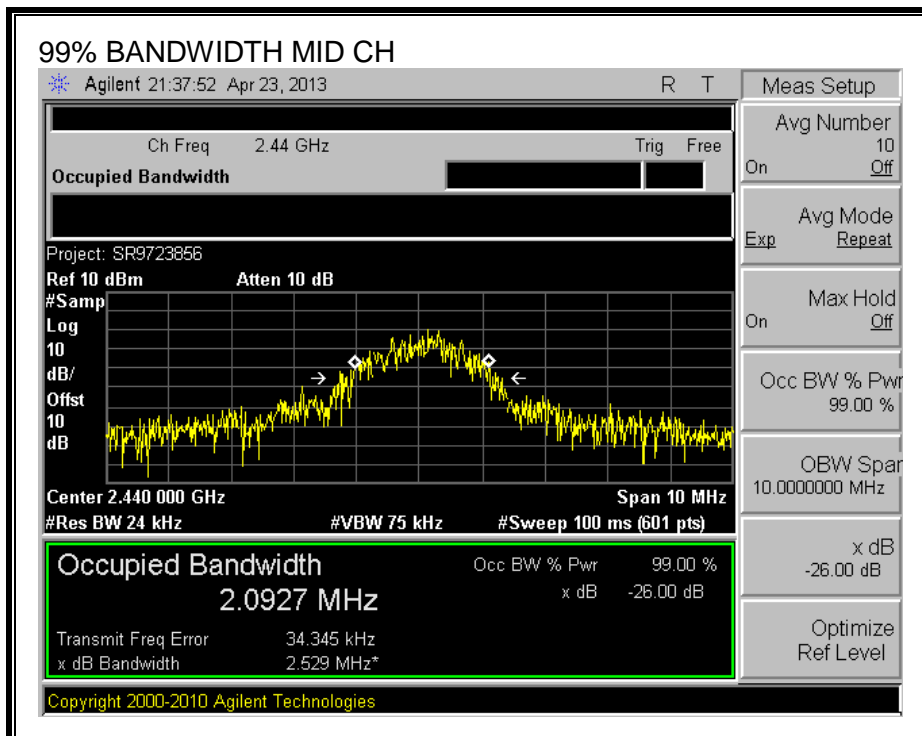 99% BANDWIDTH MID CH
Agilent 21:37:52 Apr 23, 2013 R T
Ch Freq 2.44 GHz Trig Free
Occupied Bandwidth
Project: SR9723856
Ref 10 dBm Atten 10 dB
#Samp
Log
10
dB/
Offst
10
dB
Center 2.440 000 GHz Span 10 MHz
#Res BW 24 kHz #VBW 75 kHz #Sweep 100 ms (601 pts)
Occupied Bandwidth
2.0927 MHz
Occ BW % Pwr 99.00 %
x dB -26.00 dB
Transmit Freq Error 34.345 kHz
x dB Bandwidth 2.529 MHz*
Copyright 2000-2010 Agilent Technologies
Meas Setup
Avg Number
10
On Off
Avg Mode
Exp Repeat
Max Hold
On Off
Occ BW % Pwr
99.00 %
OBW Span
10.0000000 MHz
x dB
-26.00 dB
Optimize
Ref Level